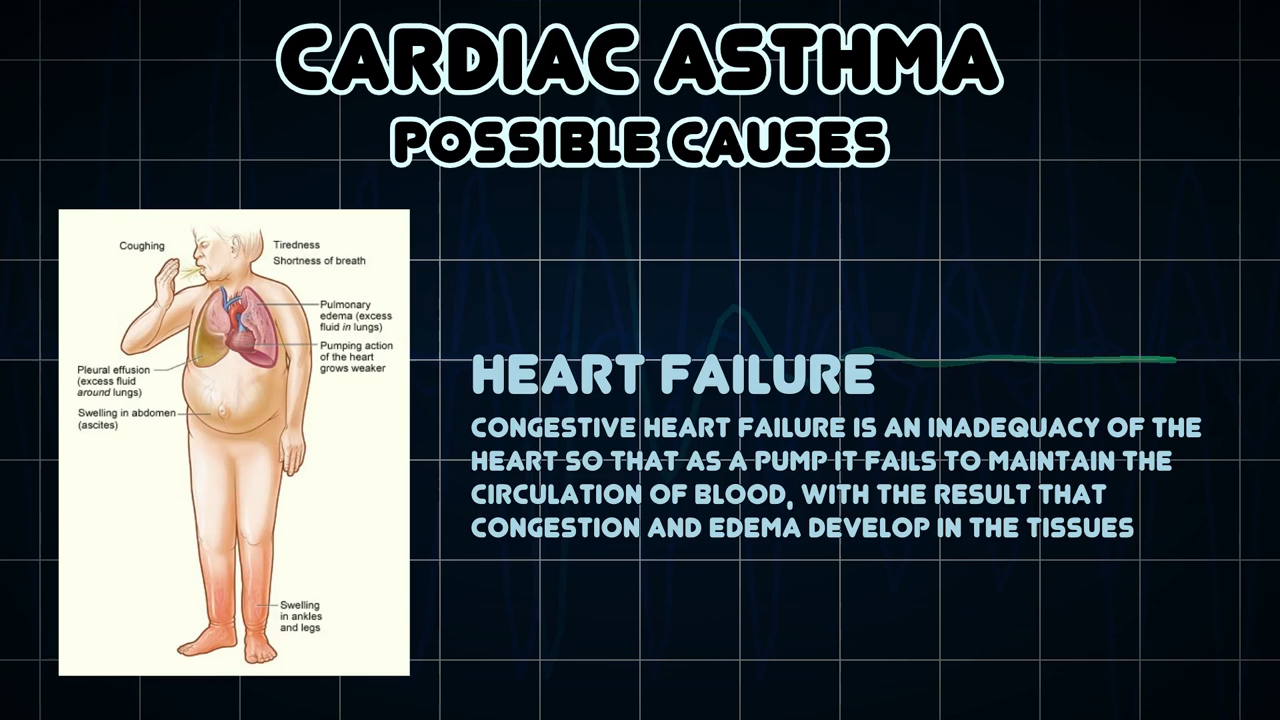 CARDIAC ASTHMA
POSSIBLE CAUSES
Coughing
Tiredness
Shortness of breath
Pulmonary
edema (excess
fluid in lungs)
Pumping action
of the heart
grows weaker
Pleural effusion
(excess fluid
around lungs)
Swelling in abdomen
(ascites)
Swelling
in ankles
and legs
HEART FAILURE
CONGESTIVE HEART FAILURE IS AN INADEQUACY OF THE
HEART SO THAT AS A PUMP IT FAILS TO MAINTAIN THE
CIRCULATION OF BLOOD, WITH THE RESULT THAT
CONGESTION AND EDEMA DEVELOP IN THE TISSUES